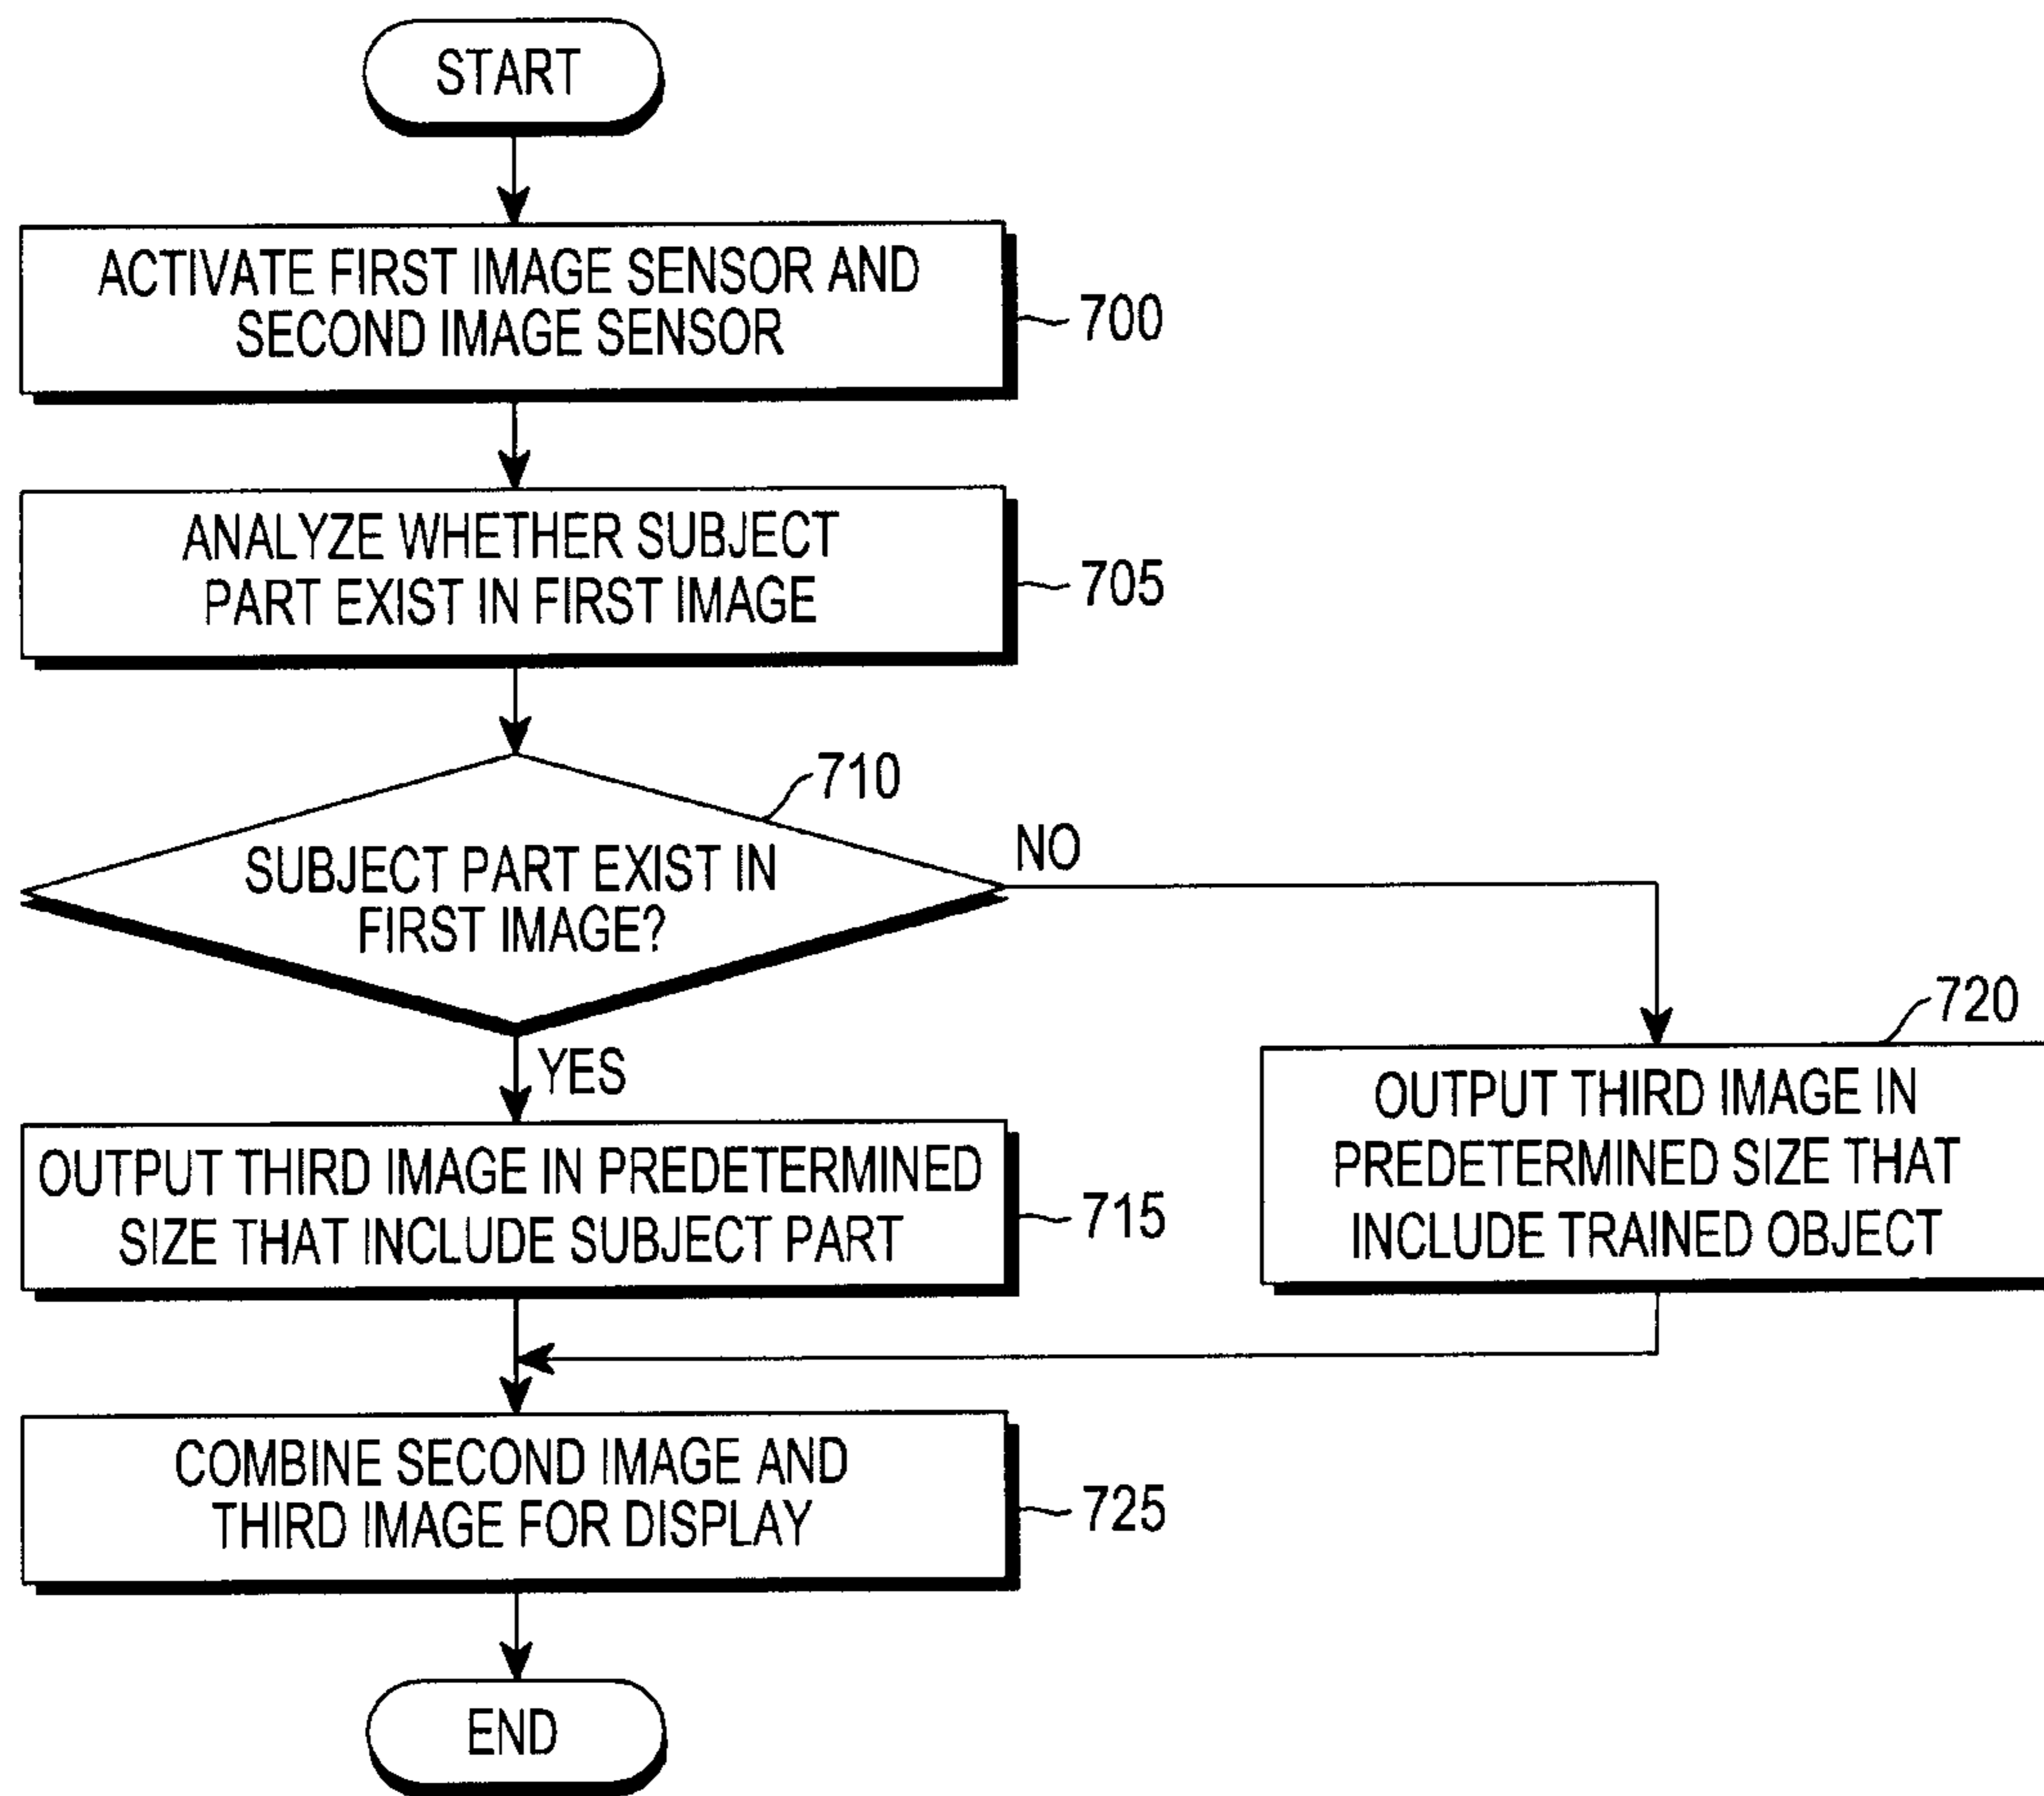 START
ACTIVATE FIRST IMAGE SENSOR AND
SECOND IMAGE SENSOR
700
ANALYZE WHETHER SUBJECT
PART EXIST IN FIRST IMAGE
705
710
SUBJECT PART EXIST IN
FIRST IMAGE?
NO
YES
720
OUTPUT THIRD IMAGE IN
PREDETERMINED SIZE THAT
INCLUDE TRAINED OBJECT
OUTPUT THIRD IMAGE IN PREDETERMINED
SIZE THAT INCLUDE SUBJECT PART
715
COMBINE SECOND IMAGE AND
THIRD IMAGE FOR DISPLAY
725
END